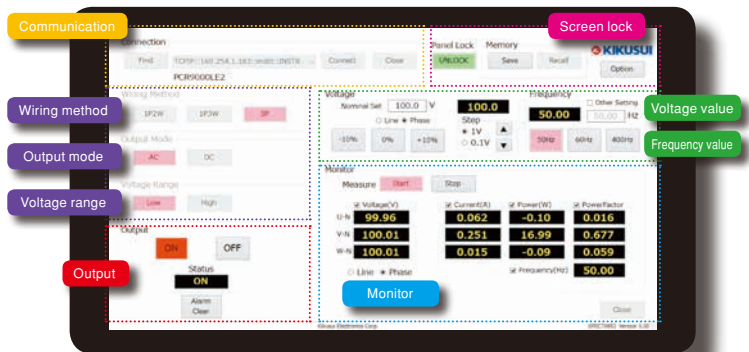 Communication
Screen lock
Connection
Panel Lock Memory
KIKUSUI
Find Connect Close
UNLOCK Save Recall
Option
PCR9000LE2
Wiring Method
Wiring method
1P2W 1P3W 3P
Voltage
Nominal Set 100.0 V 100.0
Line Phase Step
1V
0.1V
-10% 0% +10%
Frequency
50.00 Other Setting
50.00 Hz
50Hz 60Hz 400Hz
Voltage value
Frequency value
Output Mode
Output mode
AC DC
Voltage Range
Voltage range
Low High
Monitor
Measure Start Stop
Voltage(V) Current(A) Power(W) PowerFactor
U-N 99.96 0.062 -0.10 0.016
V-N 100.01 0.251 16.99 0.677
W-N 100.01 0.015 -0.09 0.059
Line Phase Frequency(Hz) 50.00
Monitor
Close
Output
ON OFF
Output
Status
ON
Alarm
Clear
Kikusui Electronics Corp.